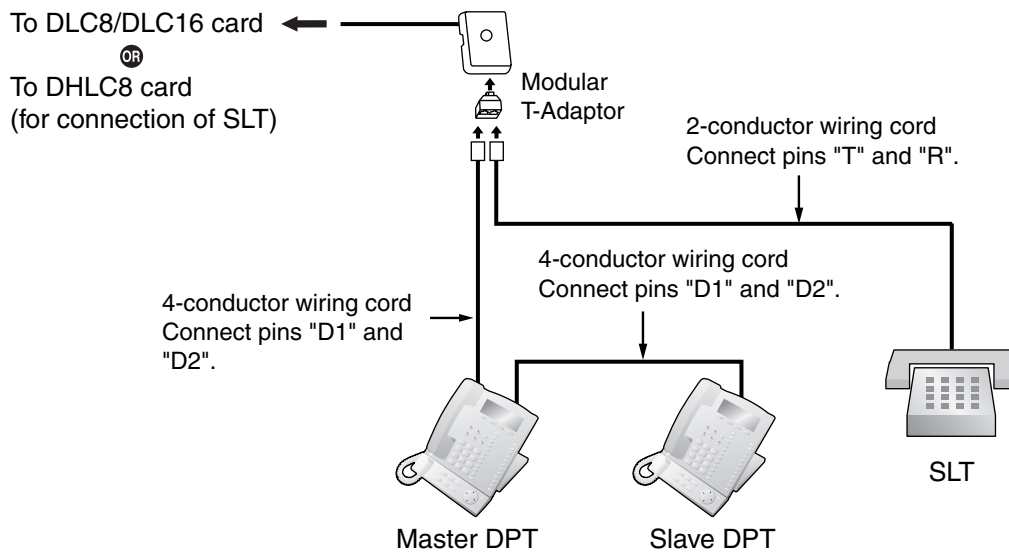 To DLC8/DLC16 card
OR
To DHLC8 card
(for connection of SLT)
Modular
T-Adaptor
2-conductor wiring cord
Connect pins "T" and "R".
4-conductor wiring cord
Connect pins "D1" and "D2".
4-conductor wiring cord
Connect pins "D1" and
"D2".
SLT
Master DPT
Slave DPT